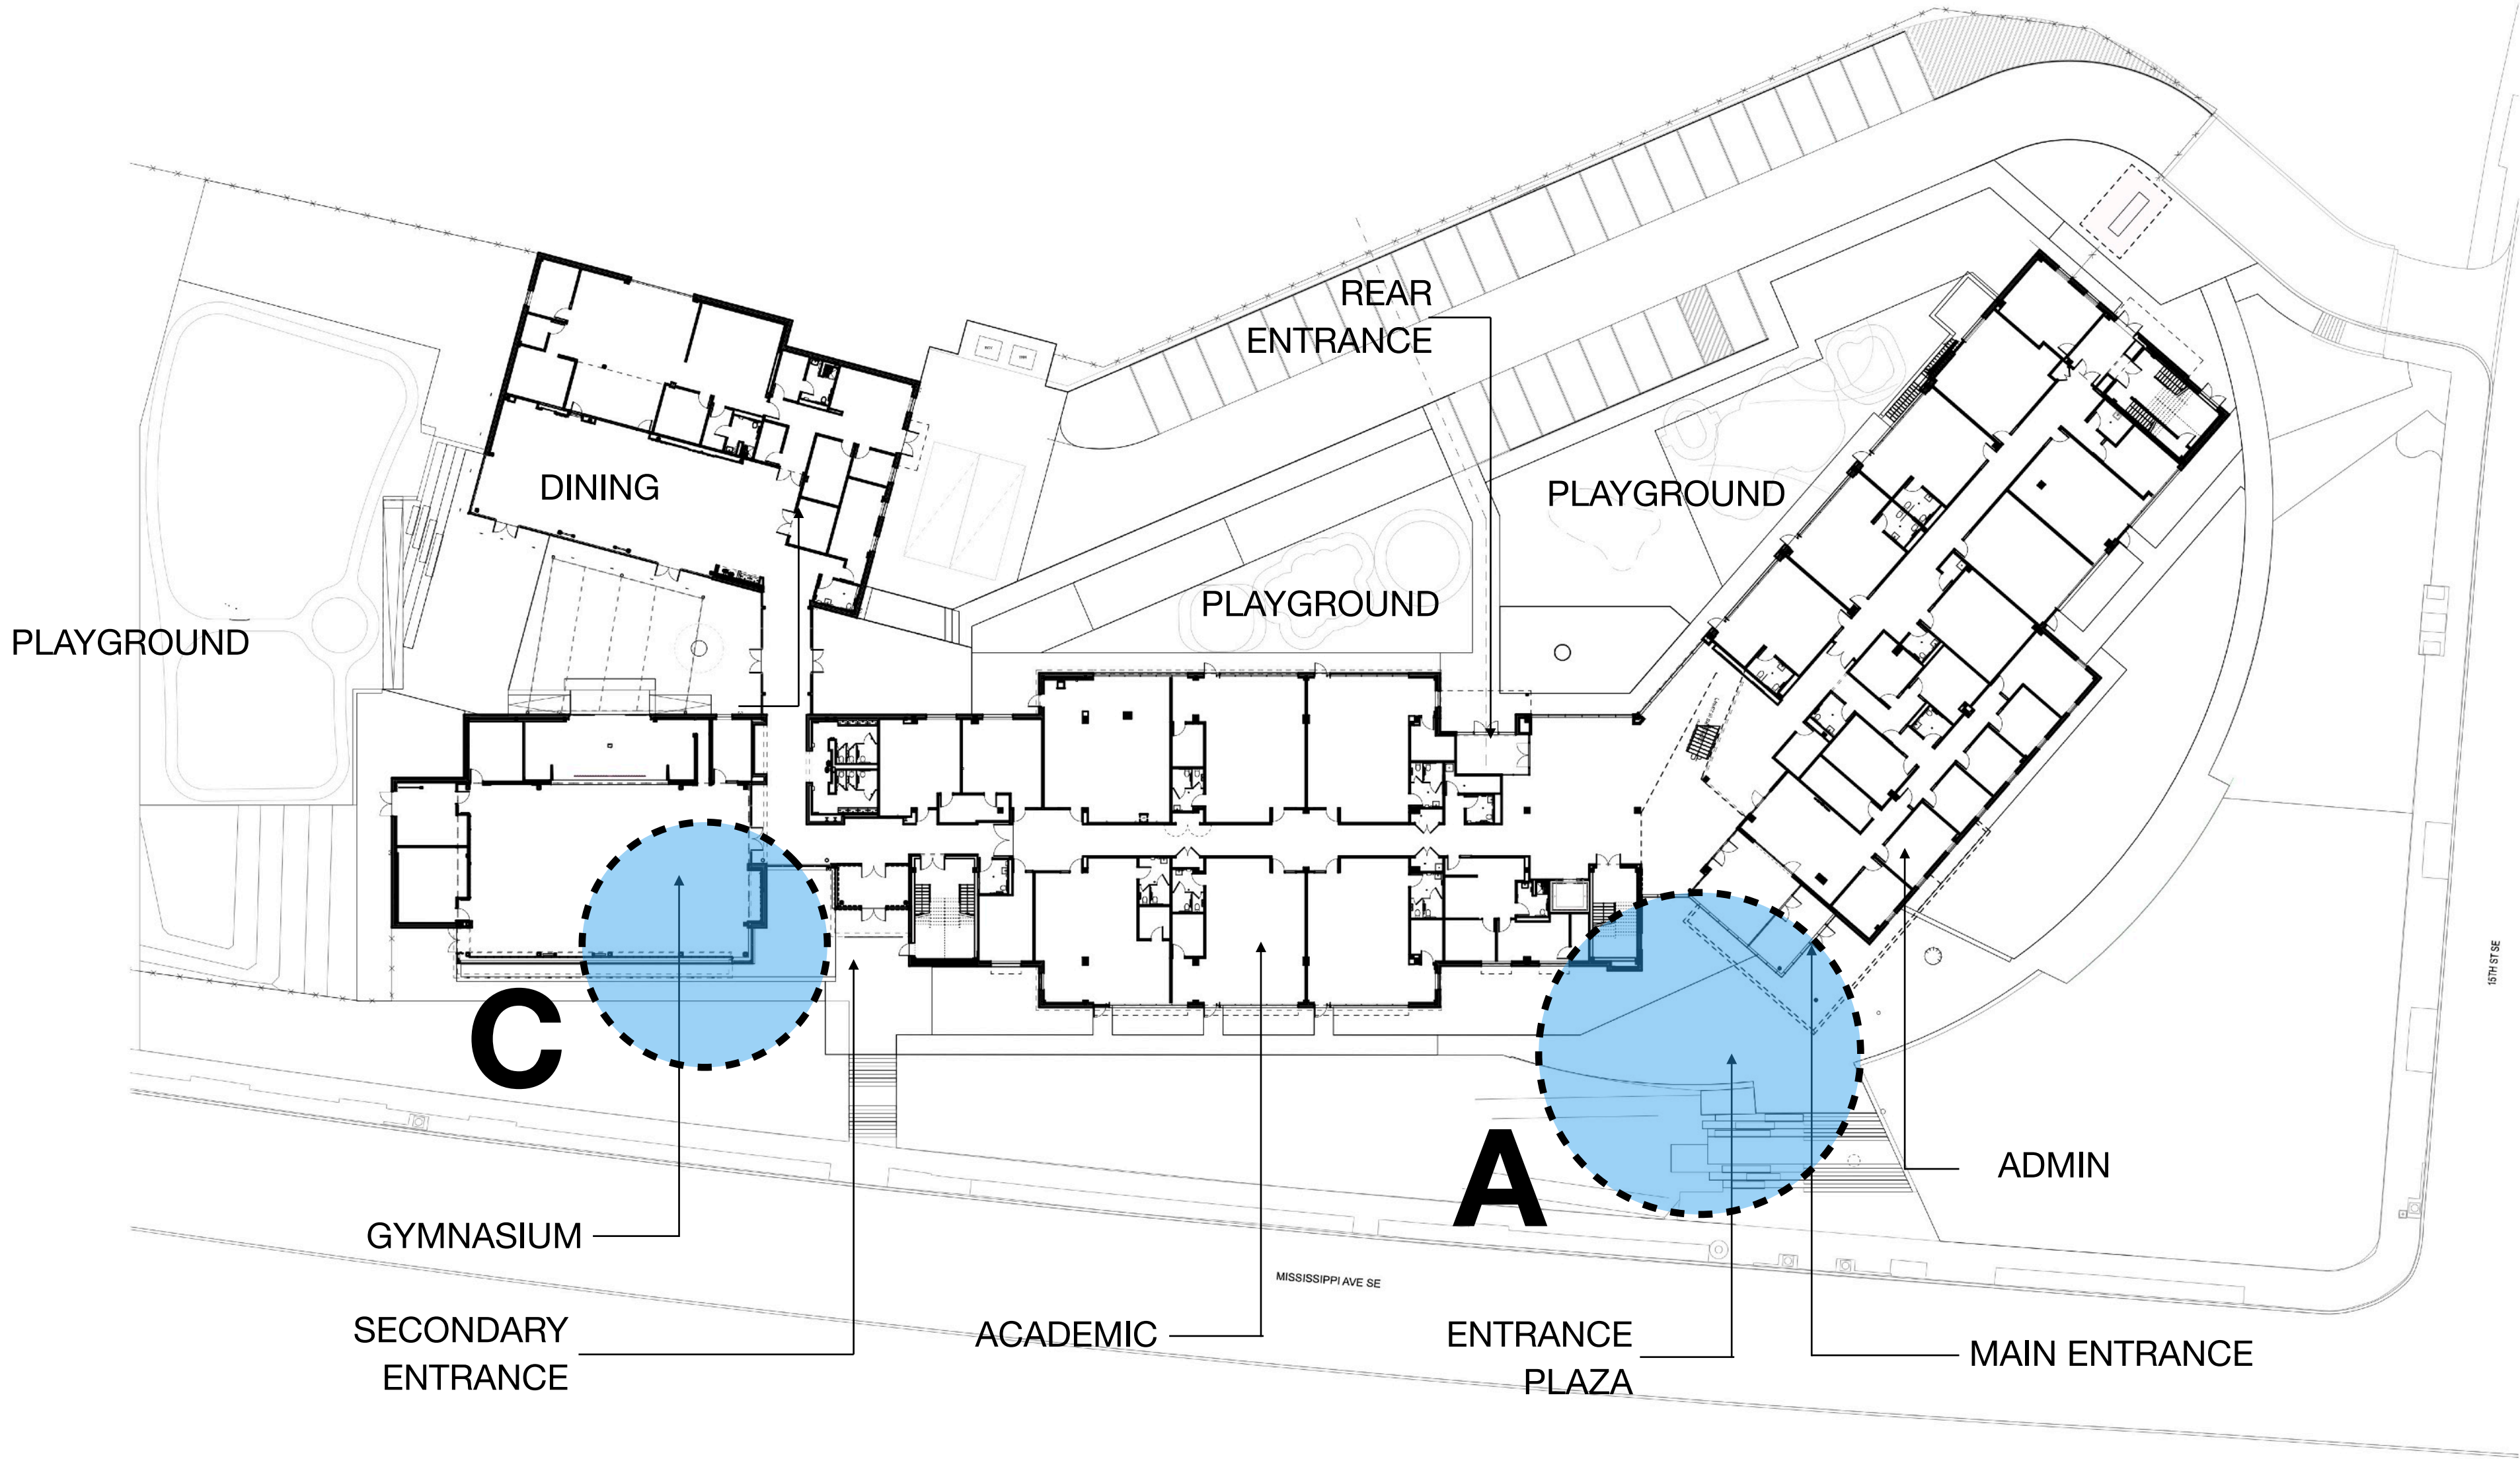 REAR
ENTRANCE
DINING
PLAYGROUND
PLAYGROUND
PLAYGROUND
C
A
15TH ST SE
ADMIN
GYMNASIUM
MISSISSIPPI AVE SE
SECONDARY
ENTRANCE
ACADEMIC
ENTRANCE
PLAZA
MAIN ENTRANCE